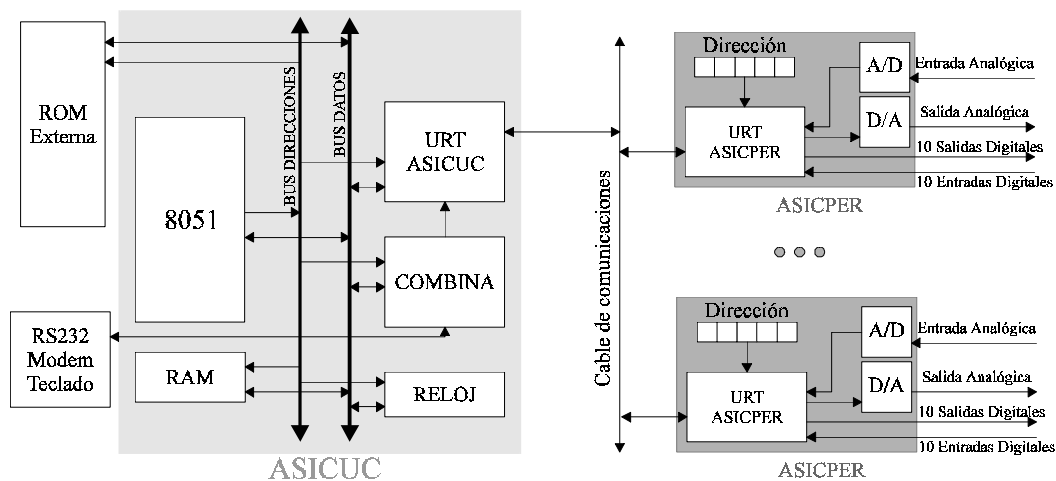 ROM
Externa
8051
BUS DIRECCIONES
BUS DATOS
URT
ASICUC
COMBINA
RS232
Modem
Teclado
RAM
RELOJ
ASICUC
Cable de comunicaciones
Dirección
A/D
Entrada Analógica
D/A
Salida Analógica
URT
ASICPER
10 Salidas Digitales
10 Entradas Digitales
ASICPER
Dirección
A/D
Entrada Analógica
D/A
Salida Analógica
URT
ASICPER
10 Salidas Digitales
10 Entradas Digitales
ASICPER